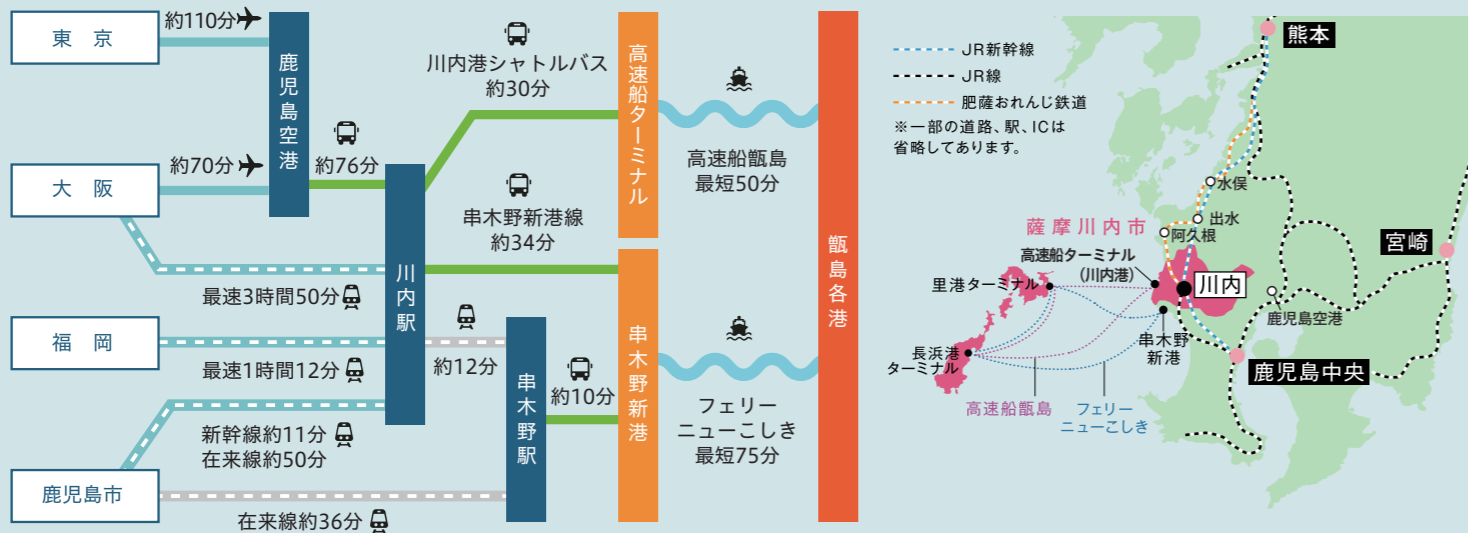 東 京
約110分
鹿児島空港
大 阪
約70分
約76分
川内港シャトルバス
約30分
高速船ターミナル
高速船甑島
最短50分
串木野新港線
約34分
川内駅
最速3時間50分
福 岡
最速1時間12分
約12分
串木野駅
約10分
串木野新港
フェリー
ニューこしき
最短75分
甑島各港
新幹線約11分
在来線約50分
鹿児島市
在来線約36分
JR新幹線
JR線
肥薩おれんじ鉄道
※一部の道路、駅、ICは
省略してあります。
熊本
水俣
出水
阿久根
薩摩川内市
高速船ターミナル
(川内港)
里港ターミナル
川内
宮崎
鹿児島空港
串木野
新港
長浜港
ターミナル
鹿児島中央
高速船甑島
フェリー
ニューこしき